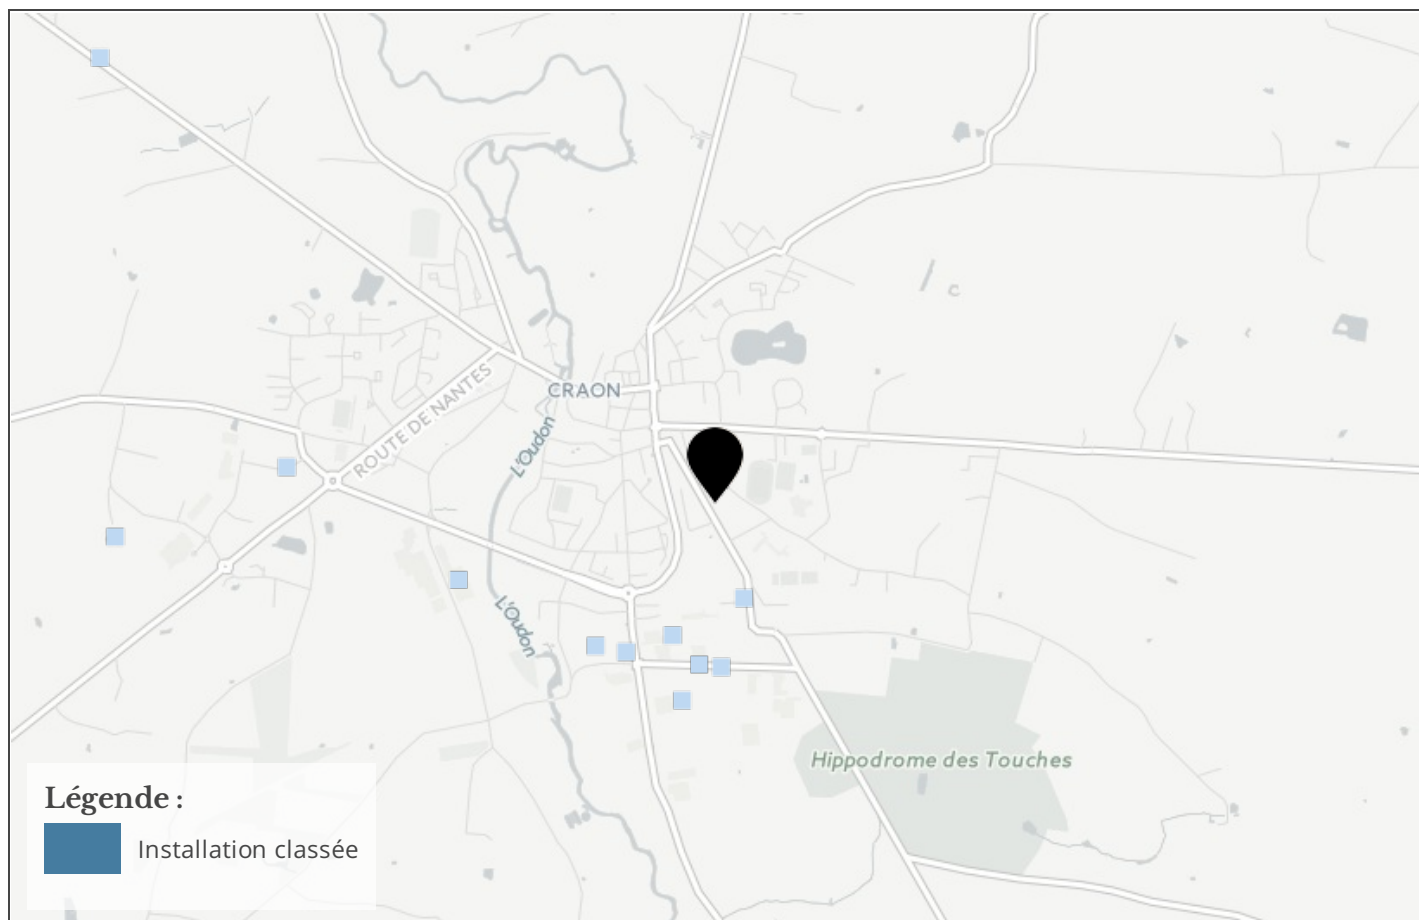 ROUTE DE NANTES
CRAON
L'Oudon
L'Oudon
Hippodrome des Touches
Légende :
Installation classée